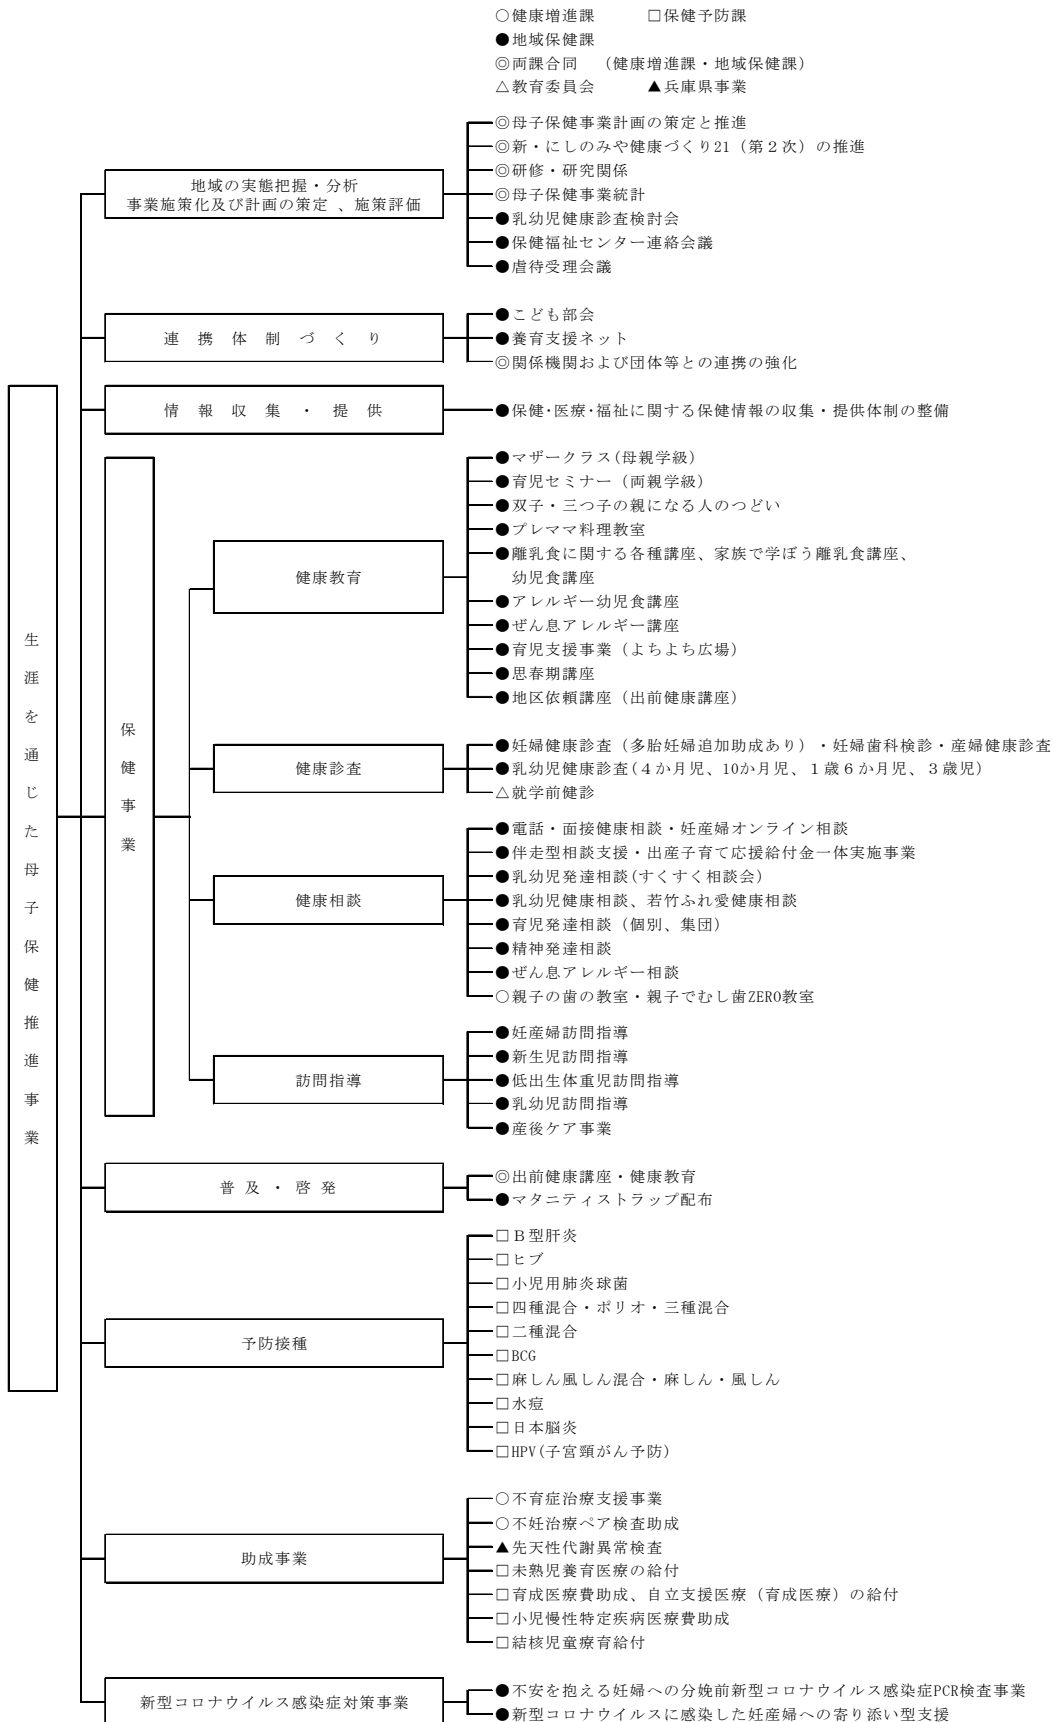 ○健康増進課　□保健予防課
●地域保健課
◎両課合同　（健康増進課・地域保健課）
△教育委員会　▲兵庫県事業
生涯を通じた母子保健推進事業
地域の実態把握・分析
事業施策化及び計画の策定 、施策評価
◎母子保健事業計画の策定と推進
◎新・にしのみや健康づくり21（第２次）の推進
◎研修・研究関係
◎母子保健事業統計
●乳幼児健康診査検討会
●保健福祉センター連絡会議
●虐待受理会議
連携体制づくり
●こども部会
●養育支援ネット
◎関係機関および団体等との連携の強化
情報収集・提供
●保健・医療・福祉に関する保健情報の収集・提供体制の整備
保健事業
健康教育
●マザークラス(母親学級)
●育児セミナー（両親学級）
●双子・三つ子の親になる人のつどい
●プレママ料理教室
●離乳食に関する各種講座、家族で学ぼう離乳食講座、
幼児食講座
●アレルギー幼児食講座
●ぜん息アレルギー講座
●育児支援事業（よちよち広場）
●思春期講座
●地区依頼講座（出前健康講座）
健康診査
●妊婦健康診査（多胎妊婦追加助成あり）・妊婦歯科検診・産婦健康診査
●乳幼児健康診査(４か月児、10か月児、１歳６か月児、３歳児)
△就学前健診
健康相談
●電話・面接健康相談・妊産婦オンライン相談
●伴走型相談支援・出産子育て応援給付金一体実施事業
●乳幼児発達相談(すくすく相談会)
●乳幼児健康相談、若竹ふれ愛健康相談
●育児発達相談（個別、集団）
●精神発達相談
●ぜん息アレルギー相談
○親子の歯の教室・親子でむし歯ZERO教室
訪問指導
●妊産婦訪問指導
●新生児訪問指導
●低出生体重児訪問指導
●乳幼児訪問指導
●産後ケア事業
普及・啓発
◎出前健康講座・健康教育
●マタニティストラップ配布
予防接種
□Ｂ型肝炎
□ヒブ
□小児用肺炎球菌
□四種混合・ポリオ・三種混合
□二種混合
□BCG
□麻しん風しん混合・麻しん・風しん
□水痘
□日本脳炎
□HPV(子宮頸がん予防)
助成事業
○不育症治療支援事業
○不妊治療ペア検査助成
▲先天性代謝異常検査
□未熟児養育医療の給付
□育成医療費助成、自立支援医療（育成医療）の給付
□小児慢性特定疾病医療費助成
□結核児童療育給付
新型コロナウイルス感染症対策事業
●不安を抱える妊婦への分娩前新型コロナウイルス感染症PCR検査事業
●新型コロナウイルスに感染した妊産婦への寄り添い型支援